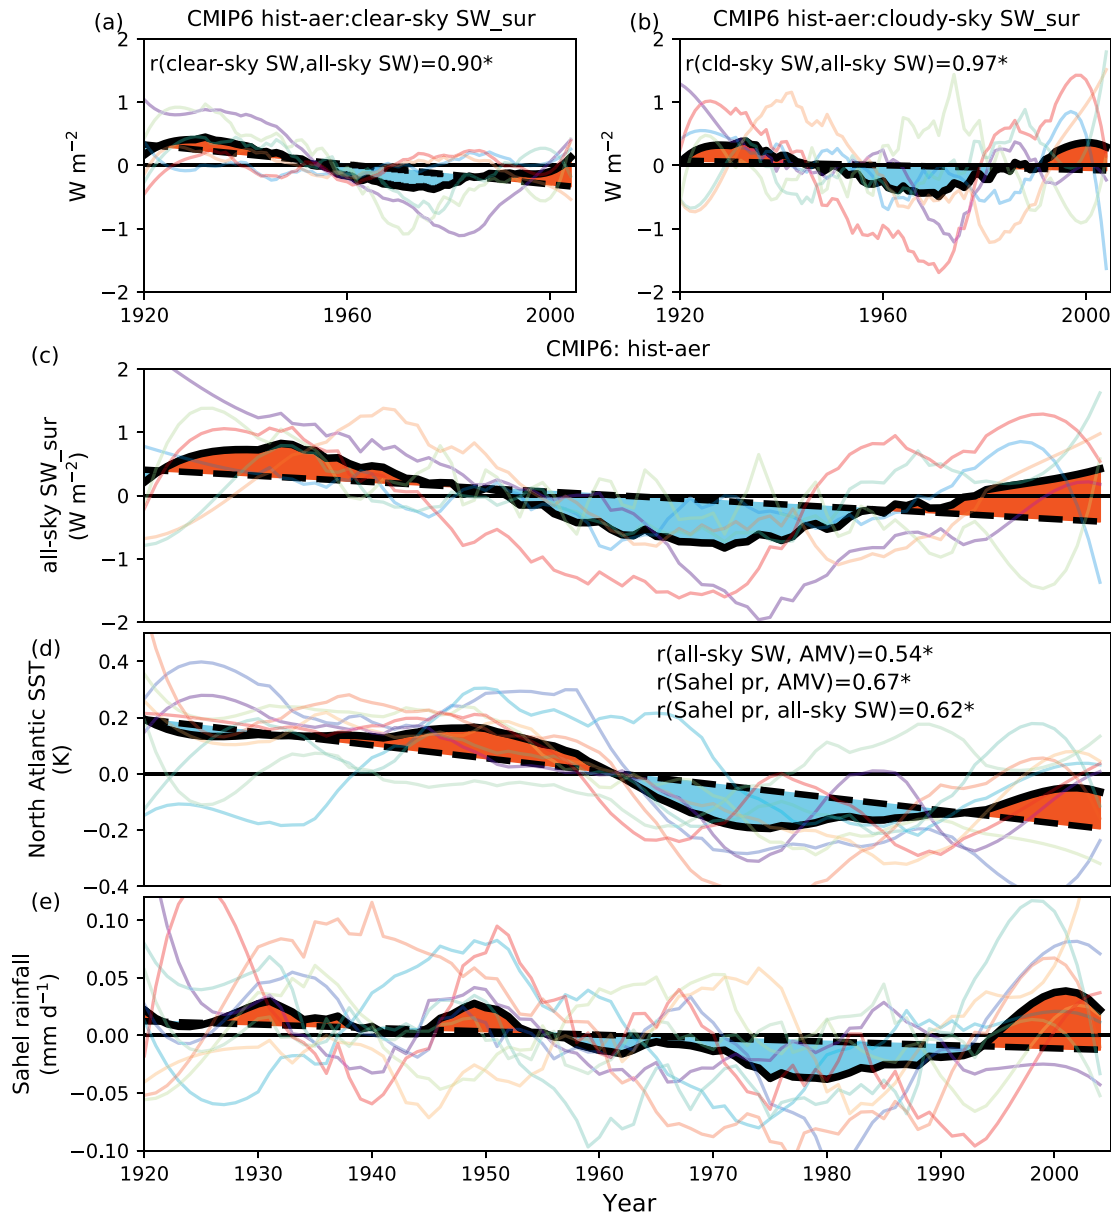 (a)
CMIP6 hist-aer:clear-sky SW_sur
(b)
CMIP6 hist-aer:cloudy-sky SW_sur
r(clear-sky SW,all-sky SW)=0.90*
r(cld-sky SW,all-sky SW)=0.97*
W m⁻²
2
1
0
−1
−2
1920
1960
2000
W m⁻²
2
1
0
−1
−2
1920
1960
2000
(c)
CMIP6: hist-aer
all-sky SW_sur
(W m⁻²)
2
1
0
−1
−2
(d)
r(all-sky SW, AMV)=0.54*
r(Sahel pr, AMV)=0.67*
r(Sahel pr, all-sky SW)=0.62*
North Atlantic SST
(K)
0.4
0.2
0.0
−0.2
−0.4
(e)
Sahel rainfall
(mm d⁻¹)
0.10
0.05
0.00
−0.05
−0.10
1920
1930
1940
1950
1960
1970
1980
1990
2000
Year